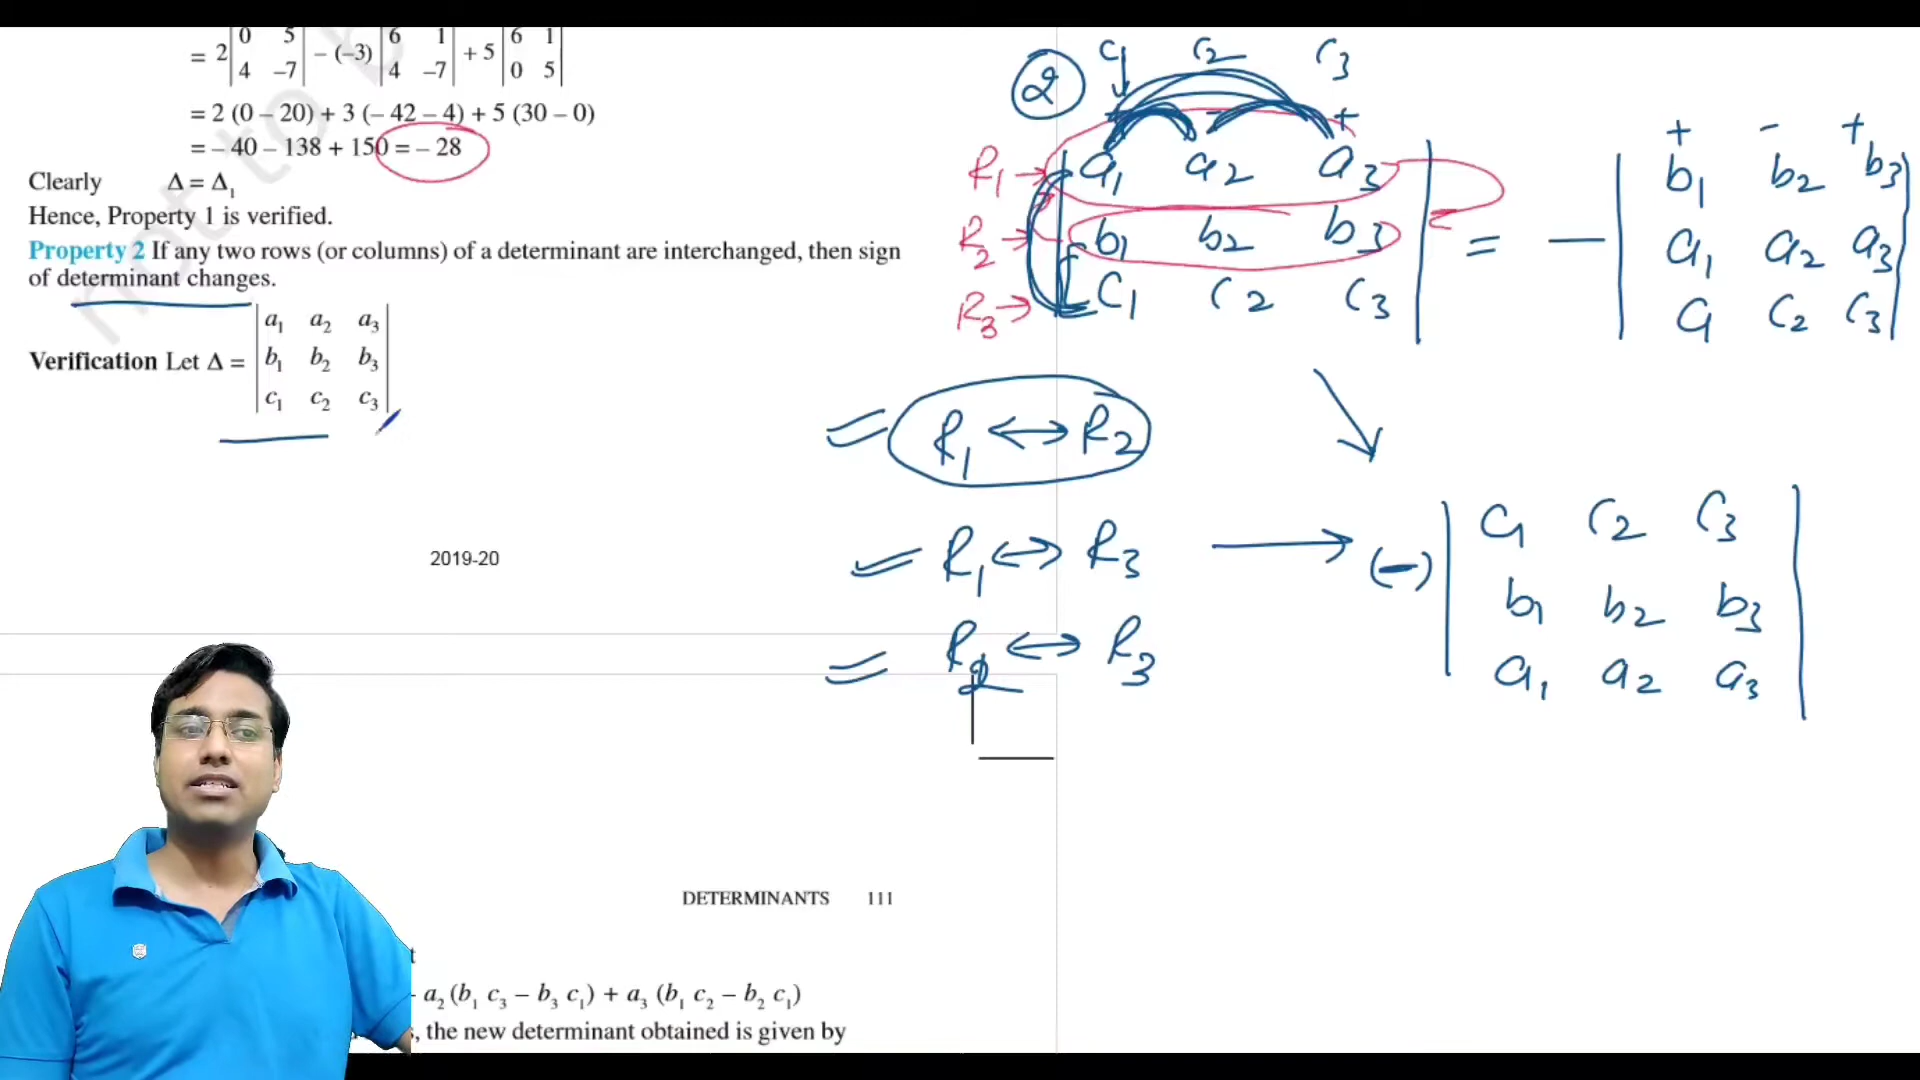 = 2 | 0 5 | – (–3) | 6 1 | + 5 | 6 1 |
| 4 –7 | | 4 –7 | | 0 5 |
= 2 (0 – 20) + 3 (– 42 – 4) + 5 (30 – 0)
= – 40 – 138 + 150 = – 28
Clearly Δ = Δ₁
Hence, Property 1 is verified.
Property 2 If any two rows (or columns) of a determinant are interchanged, then sign
of determinant changes.
a₁ a₂ a₃
Verification Let Δ = b₁ b₂ b₃
c₁ c₂ c₃
2019-20
DETERMINANTS 111
a₂ (b₁ c₃ – b₃ c₁) + a₃ (b₁ c₂ – b₂ c₁)
, the new determinant obtained is given by
2
C₁ C₂ C₃
+
R₁ → | a₁ a₂ a₃ |
R₂ → | b₁ b₂ b₃ |
R₃ → | c₁ c₂ c₃ |
= –
+ – +
b₁ b₂ b₃
a₁ a₂ a₃
c₁ c₂ c₃
R₁ ↔ R₂
R₁ ↔ R₃ →
R₂ ↔ R₃
(–)
c₁ c₂ c₃
b₁ b₂ b₃
a₁ a₂ a₃